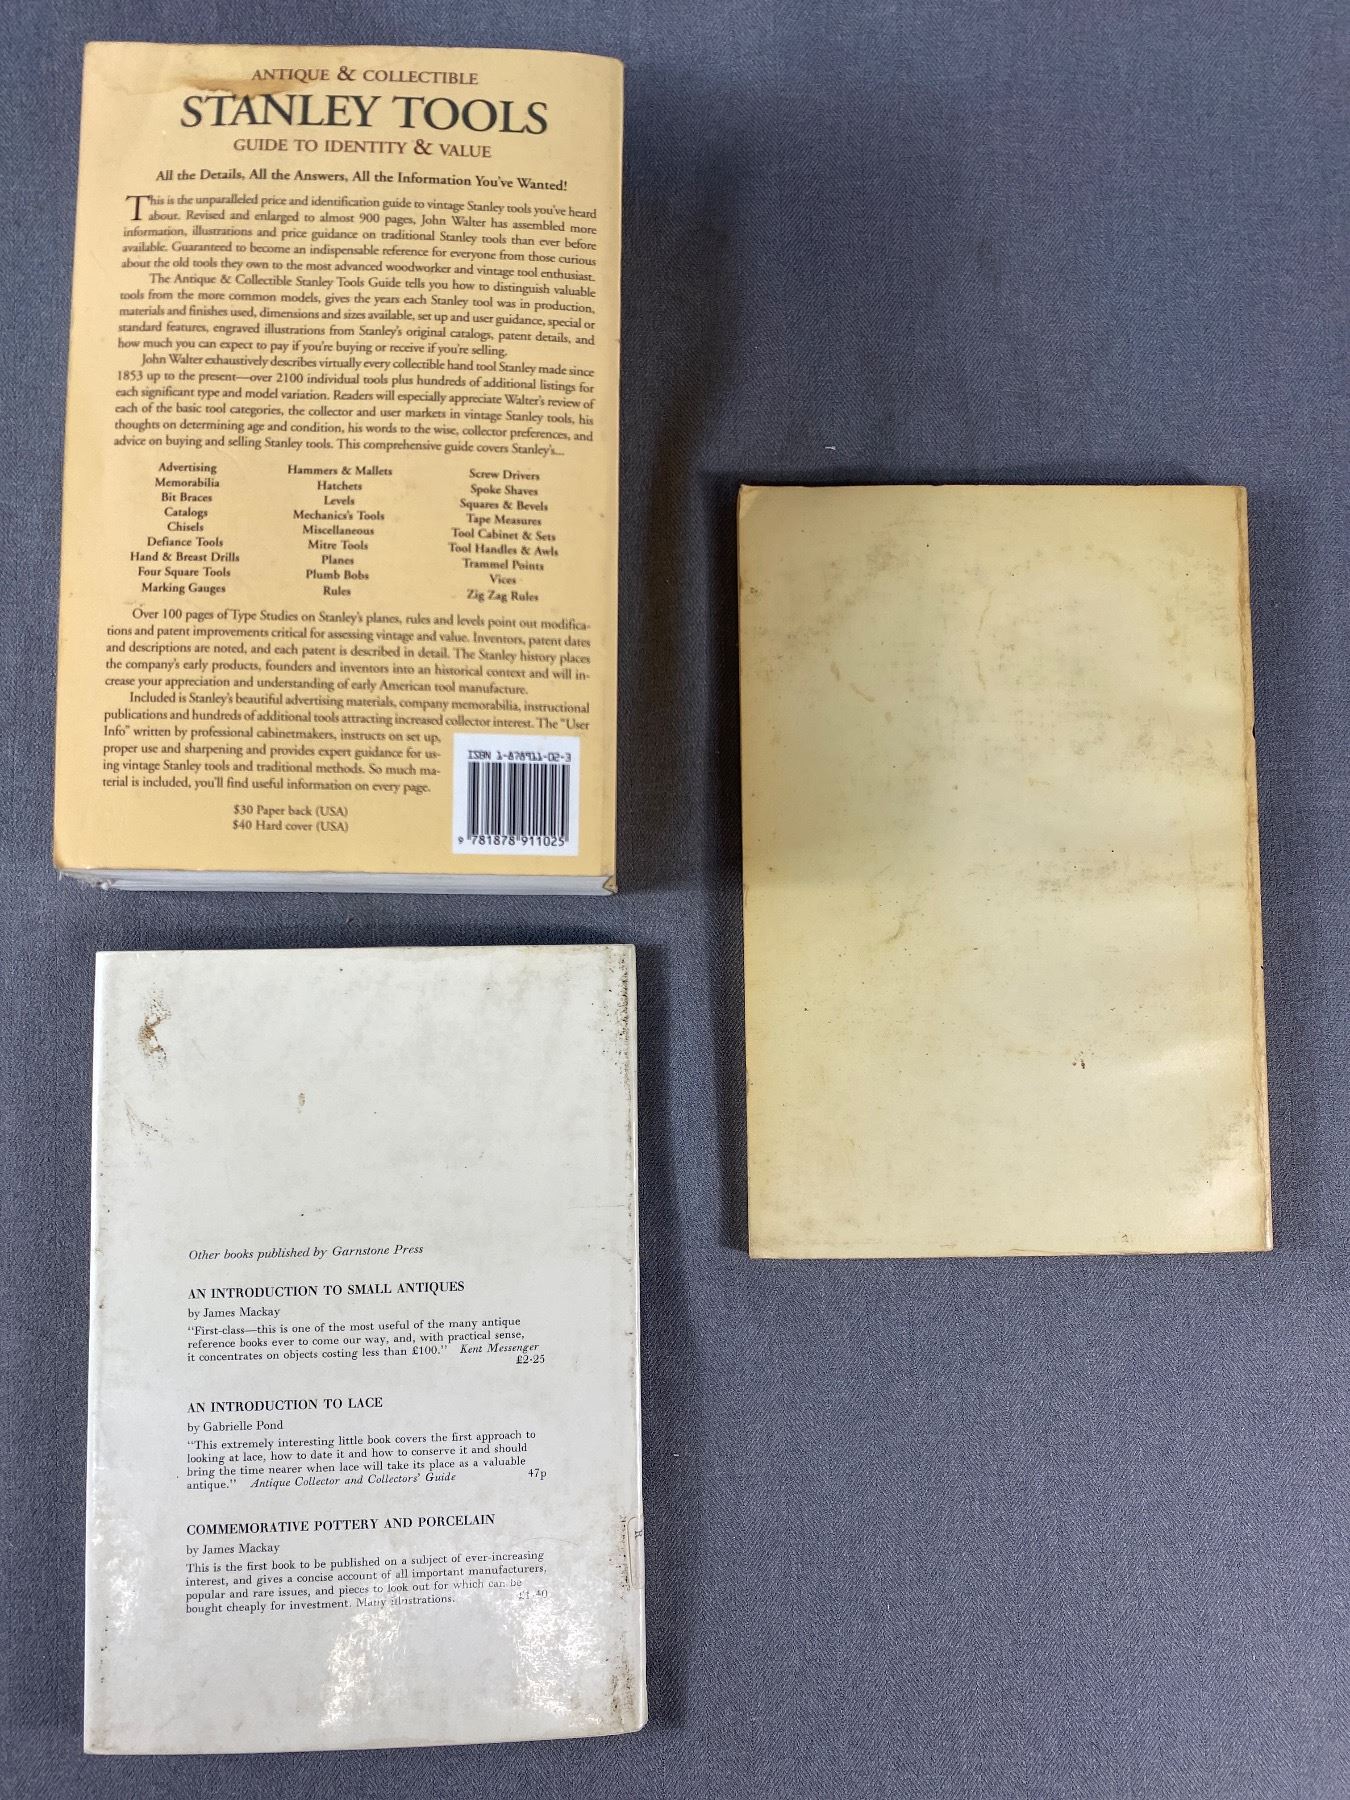 ANTIQUE & COLLECTIBLE
STANLEY TOOLS
GUIDE TO IDENTITY & VALUE
All the Details, All the Answers, All the Information You've Wanted!
This is the unparalleled price and identification guide to vintage Stanley tools you've heard
about. Revised and enlarged to almost 900 pages, John Walter has assembled more
information, illustrations and price guidance on traditional Stanley tools than ever before
available. Guaranteed to become an indispensable reference for everyone from those curious
about the old tools they own to the most advanced woodworker and vintage tool enthusiast.
The Antique & Collectible Stanley Tools Guide tells you how to distinguish valuable
tools from the more common models, gives the years each Stanley tool was in production,
materials and finishes used, dimensions and sizes available, set up and user guidance, special or
standard features, engraved illustrations from Stanley's original catalogs, patent details, and
how much you can expect to pay if you're buying or receive if you're selling.
John Walter exhaustively describes virtually every collectible hand tool Stanley made since
1853 up to the present—over 2100 individual tools plus hundreds of additional listings for
each significant type and model variation. Readers will especially appreciate Walter's review of
each of the basic tool categories, the collector and user markets in vintage Stanley tools, his
thoughts on determining age and condition, his words to the wise, collector preferences, and
advice on buying and selling Stanley tools. This comprehensive guide covers Stanley's...
Advertising
Memorabilia
Bit Braces
Catalogs
Chisels
Defiance Tools
Hand & Breast Drills
Four Square Tools
Marking Gauges
Hammers & Mallets
Hatchets
Levels
Mechanics's Tools
Miscellaneous
Mitre Tools
Planes
Plumb Bobs
Rules
Screw Drivers
Spoke Shaves
Squares & Bevels
Tape Measures
Tool Cabinet & Sets
Tool Handles & Awls
Trammel Points
Vices
Zig Zag Rules
Over 100 pages of Type Studies on Stanley's planes, rules and levels point out modifica-
tions and patent improvements critical for assessing vintage and value. Inventors, patent dates
and descriptions are noted, and each patent is described in detail. The Stanley history places
the company's early products, founders and inventors into an historical context and will in-
crease your appreciation and understanding of early American tool manufacture.
Included is Stanley's beautiful advertising materials, company memorabilia, instructional
publications and hundreds of additional tools attracting increased collector interest. The "User
Info" written by professional cabinetmakers, instructs on set up,
proper use and sharpening and provides expert guidance for us-
ing vintage Stanley tools and traditional methods. So much ma-
terial is included, you'll find useful information on every page.
$30 Paper back (USA)
$40 Hard cover (USA)
ISBN 1-878911-02-3
9 781878 911025
Other books published by Garnstone Press
AN INTRODUCTION TO SMALL ANTIQUES
by James Mackay
"First-class—this is one of the most useful of the many antique
reference books ever to come our way, and, with practical sense,
it concentrates on objects costing less than £100." Kent Messenger
£2·25
AN INTRODUCTION TO LACE
by Gabrielle Pond
"This extremely interesting little book covers the first approach to
looking at lace, how to date it and how to conserve it and should
bring the time nearer when lace will take its place as a valuable
antique." Antique Collector and Collectors' Guide 47p
COMMEMORATIVE POTTERY AND PORCELAIN
by James Mackay
This is the first book to be published on a subject of ever-increasing
interest, and gives a concise account of all important manufacturers,
popular and rare issues, and pieces to look out for which can be
bought cheaply for investment. Many illustrations. £1.40